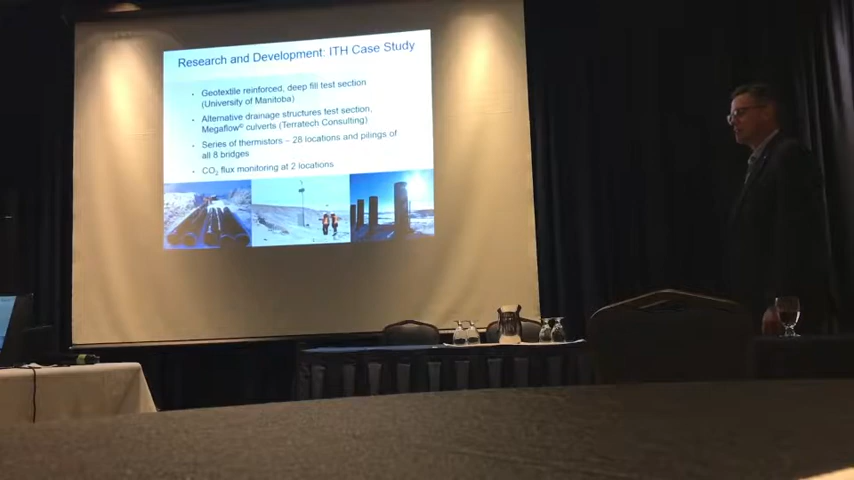 Research and Development: ITH Case Study
• Geotextile reinforced, deep fill test section
(University of Manitoba)
• Alternative drainage structures test section,
Megaflow© culverts (Terratech Consulting)
• Series of thermistors – 28 locations and pilings of
all 8 bridges
• CO₂ flux monitoring at 2 locations